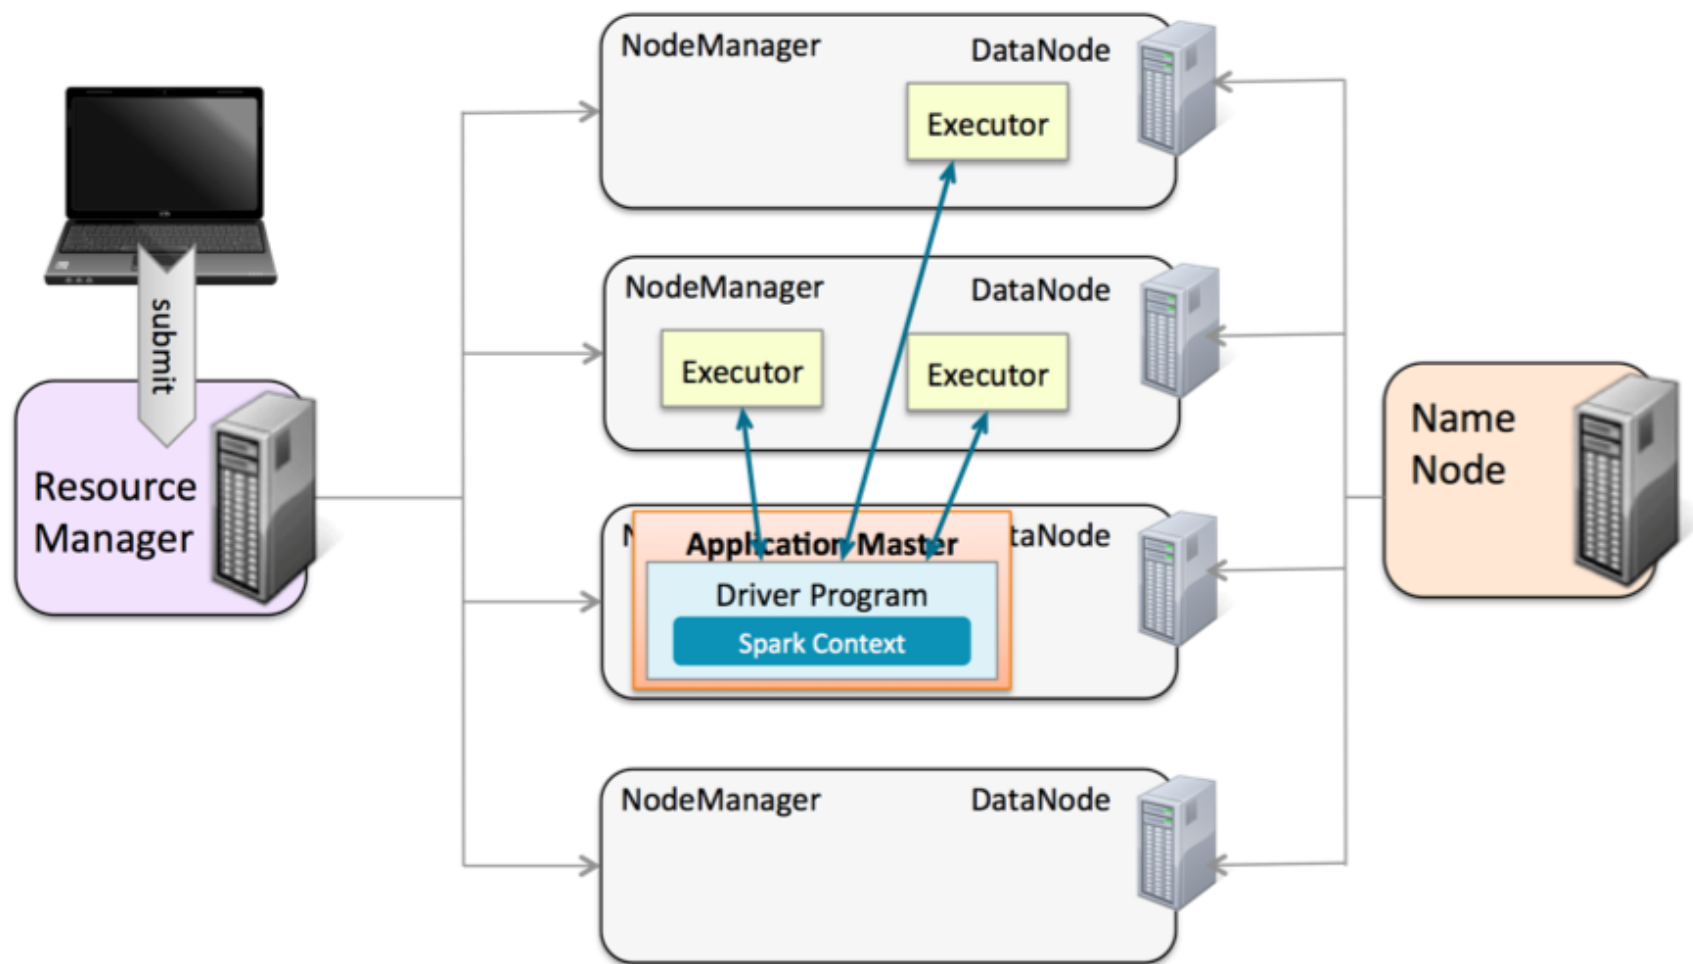 NodeManager
DataNode
Executor
submit
NodeManager
DataNode
Executor
Executor
Resource
Manager
Name
Node
Application Master
taNode
Driver Program
Spark Context
NodeManager
DataNode